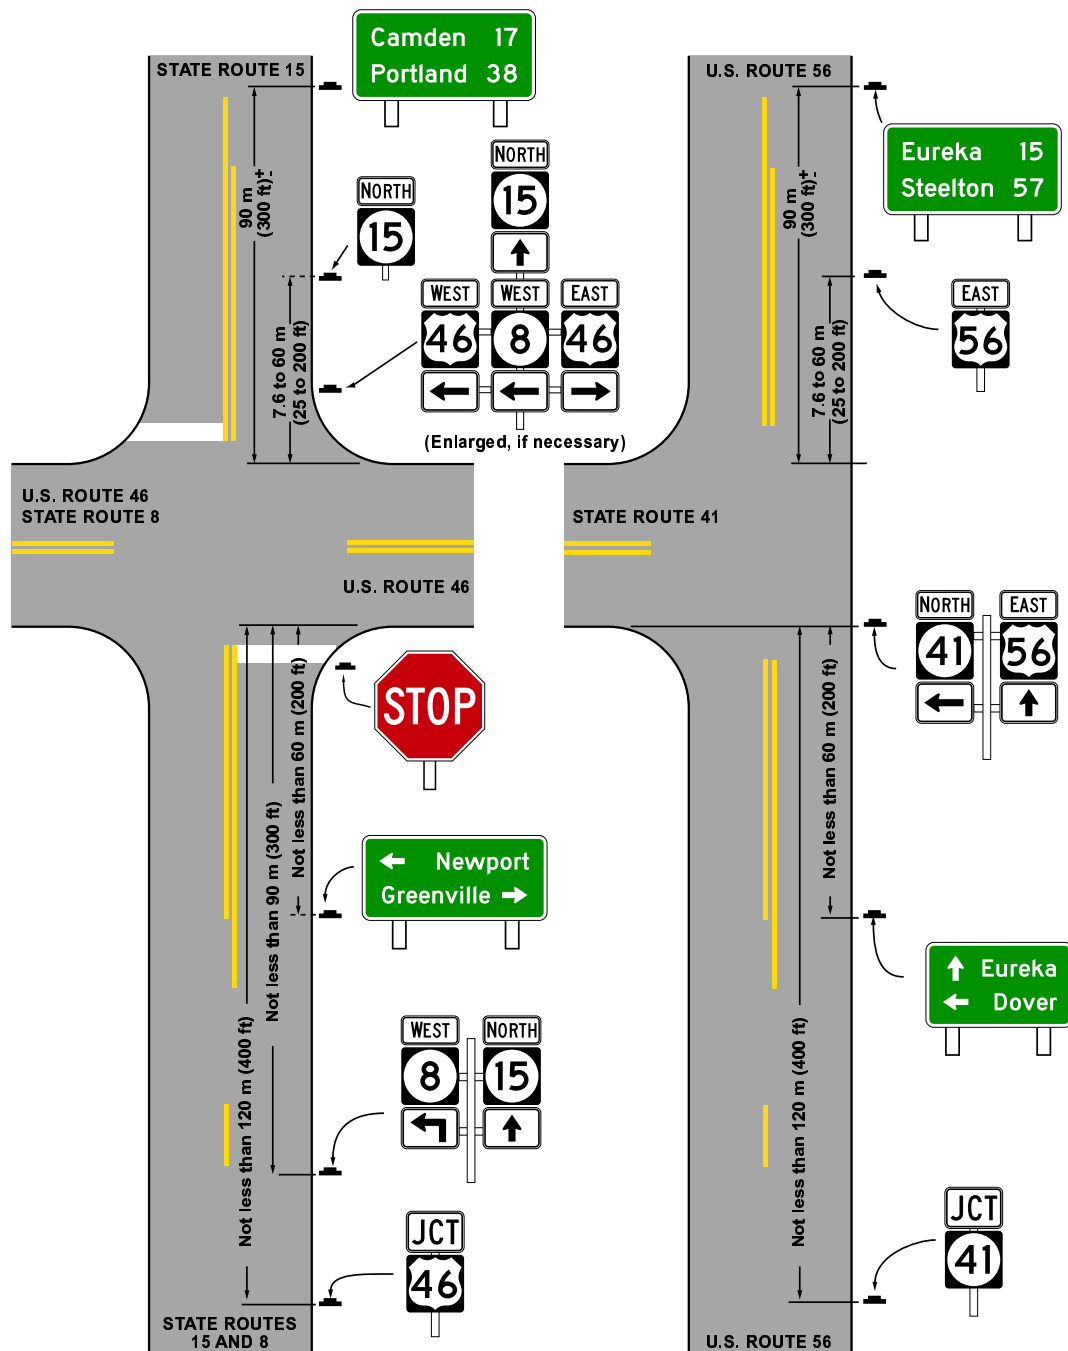 STATE ROUTE 15
Camden 17
Portland 38
90 m
(300 ft)±
NORTH
15
NORTH
15
WEST
46
WEST
8
EAST
46
(Enlarged, if necessary)
7.6 to 60 m
(25 to 200 ft)
U.S. ROUTE 46
STATE ROUTE 8
U.S. ROUTE 46
STOP
Not less than 60 m (200 ft)
Not less than 90 m (300 ft)
Not less than 120 m (400 ft)
Newport
Greenville
WEST
8
NORTH
15
JCT
46
STATE ROUTES
15 AND 8
U.S. ROUTE 56
Eureka 15
Steelton 57
90 m
(300 ft)±
EAST
56
7.6 to 60 m
(25 to 200 ft)
STATE ROUTE 41
NORTH
41
EAST
56
Not less than 60 m (200 ft)
Not less than 120 m (400 ft)
Eureka
Dover
JCT
41
U.S. ROUTE 56